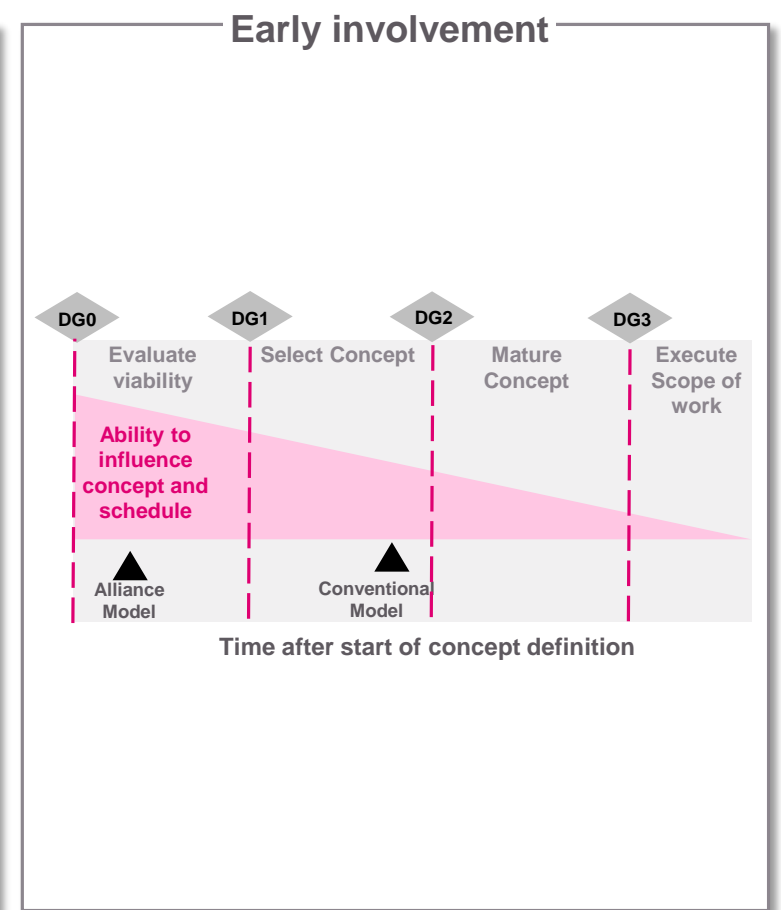 Early involvement
DG0
DG1
DG2
DG3
Evaluate
viability
Select Concept
Mature
Concept
Execute
Scope of
work
Ability to
influence
concept and
schedule
Alliance
Model
Conventional
Model
Time after start of concept definition